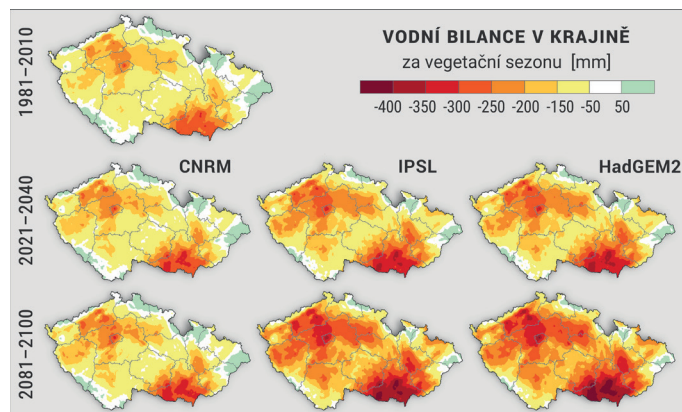 1981–2010
VODNÍ BILANCE V KRAJINĚ
za vegetační sezonu [mm]
-400 -350 -300 -250 -200 -150 -50 50
CNRM IPSL HadGEM2
2021–2040
2081–2100